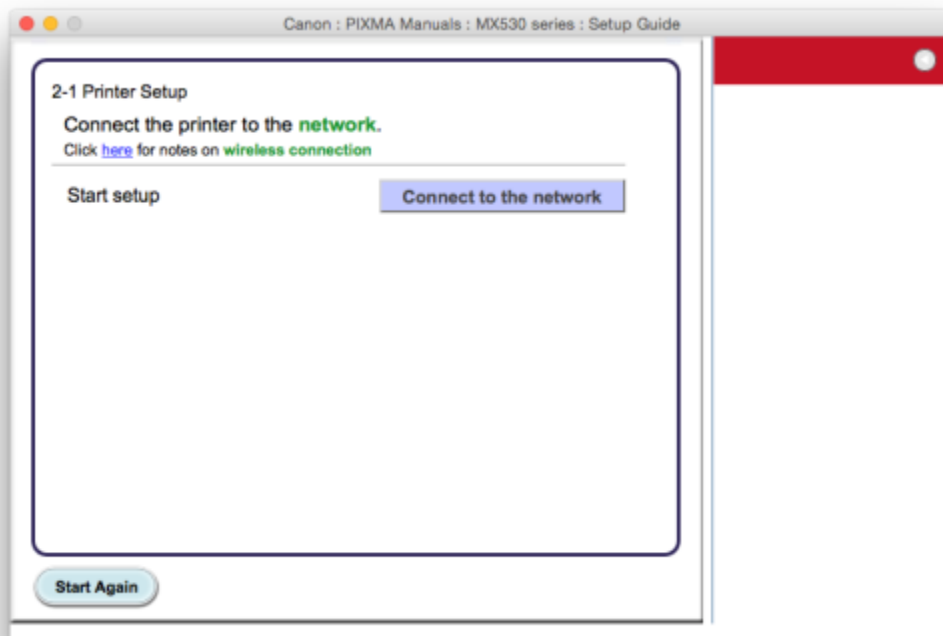 Canon : PIXMA Manuals : MX530 series : Setup Guide
2-1 Printer Setup
Connect the printer to the network.
Click here for notes on wireless connection
Start setup
Connect to the network
Start Again